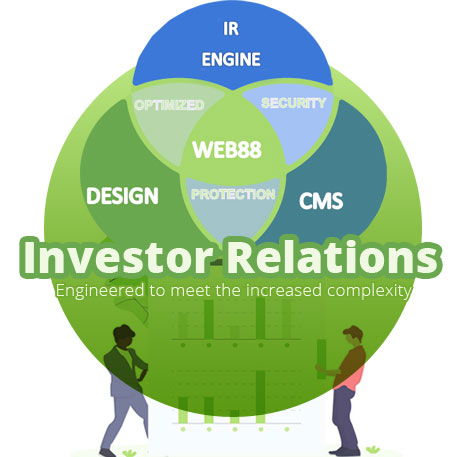 IR
ENGINE
OPTIMIZED
SECURITY
WEB88
DESIGN
PROTECTION
CMS
Investor Relations
Engineered to meet the increased complexity